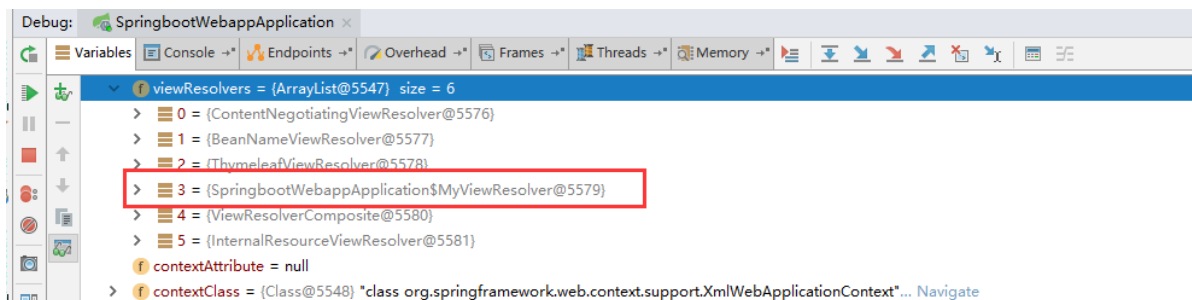 Debug: SpringbootWebappApplication ×
Variables Console →* Endpoints →* Overhead →* Frames →* Threads →* Memory →*
f viewResolvers = {ArrayList@5547} size = 6
0 = {ContentNegotiatingViewResolver@5576}
1 = {BeanNameViewResolver@5577}
2 = {ThymeleafViewResolver@5578}
3 = {SpringbootWebappApplication$MyViewResolver@5579}
4 = {ViewResolverComposite@5580}
5 = {InternalResourceViewResolver@5581}
f contextAttribute = null
f contextClass = {Class@5548} "class org.springframework.web.context.support.XmlWebApplicationContext"... Navigate